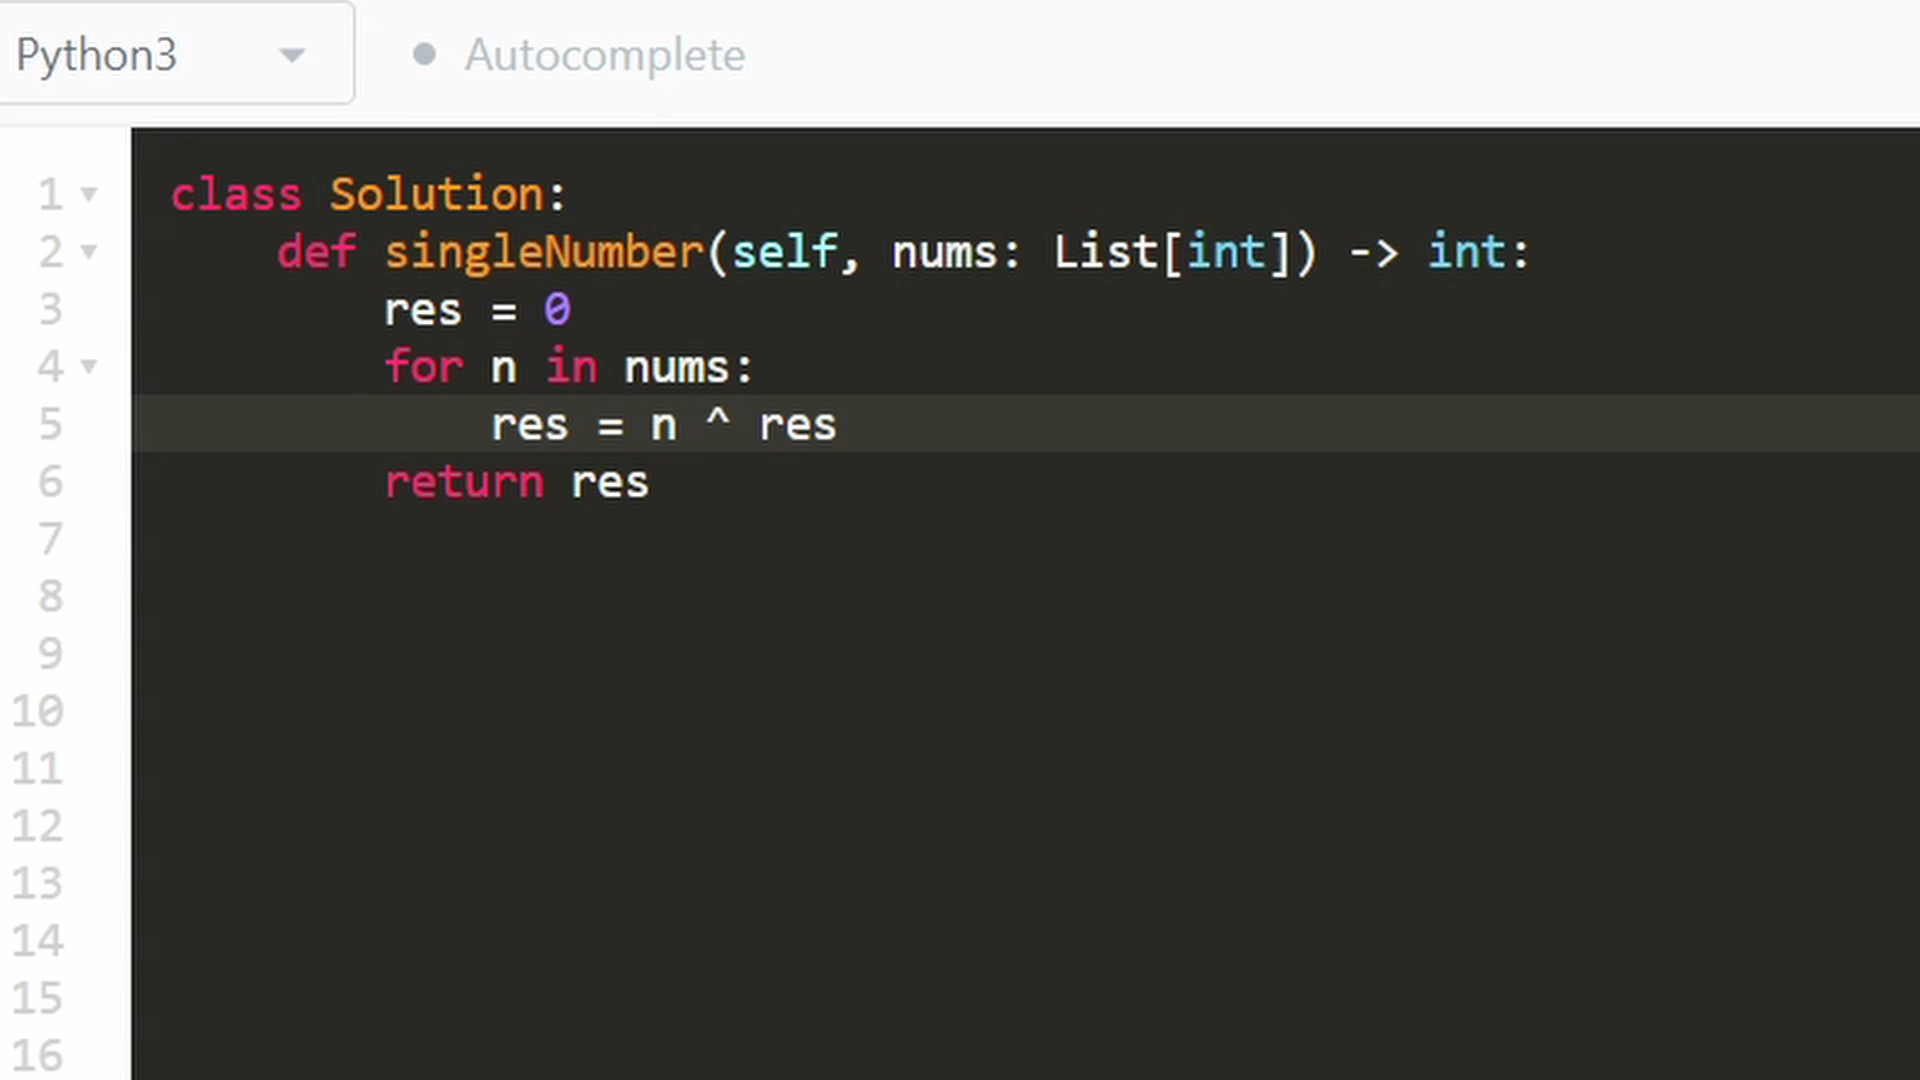 Python3 Autocomplete
1 class Solution:
2 def singleNumber(self, nums: List[int]) -> int:
3 res = 0
4 for n in nums:
5 res = n ^ res
6 return res
7
8
9
10
11
12
13
14
15
16